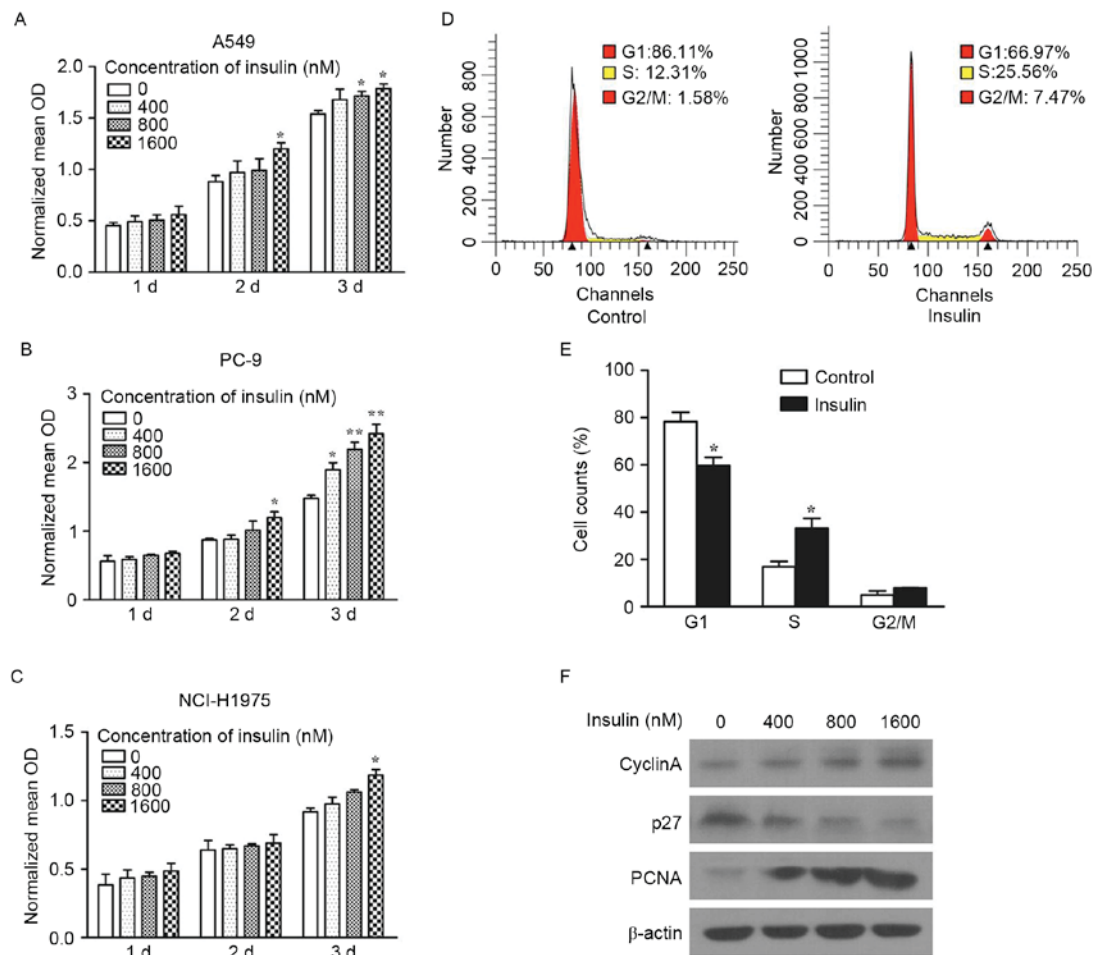 A
A549
Concentration of insulin (nM)
0
400
800
1600
Normalized mean OD
2.0
1.5
1.0
0.5
0.0
*
* *
1 d 2 d 3 d
B
PC-9
Concentration of insulin (nM)
0
400
800
1600
Normalized mean OD
3
2
1
0
*
* ** **
1 d 2 d 3 d
C
NCI-H1975
Concentration of insulin (nM)
0
400
800
1600
Normalized mean OD
1.5
1.0
0.5
0.0
*
1 d 2 d 3 d
D
G1:86.11%
S: 12.31%
G2/M: 1.58%
Number
800
600
400
200
0
0 50 100 150 200 250
Channels
Control
G1:66.97%
S:25.56%
G2/M: 7.47%
Number
1000
800
600
400
200
0
0 50 100 150 200 250
Channels
Insulin
E
Control
Insulin
Cell counts (%)
100
80
60
40
20
0
*
*
G1 S G2/M
F
Insulin (nM) 0 400 800 1600
CyclinA
p27
PCNA
β-actin